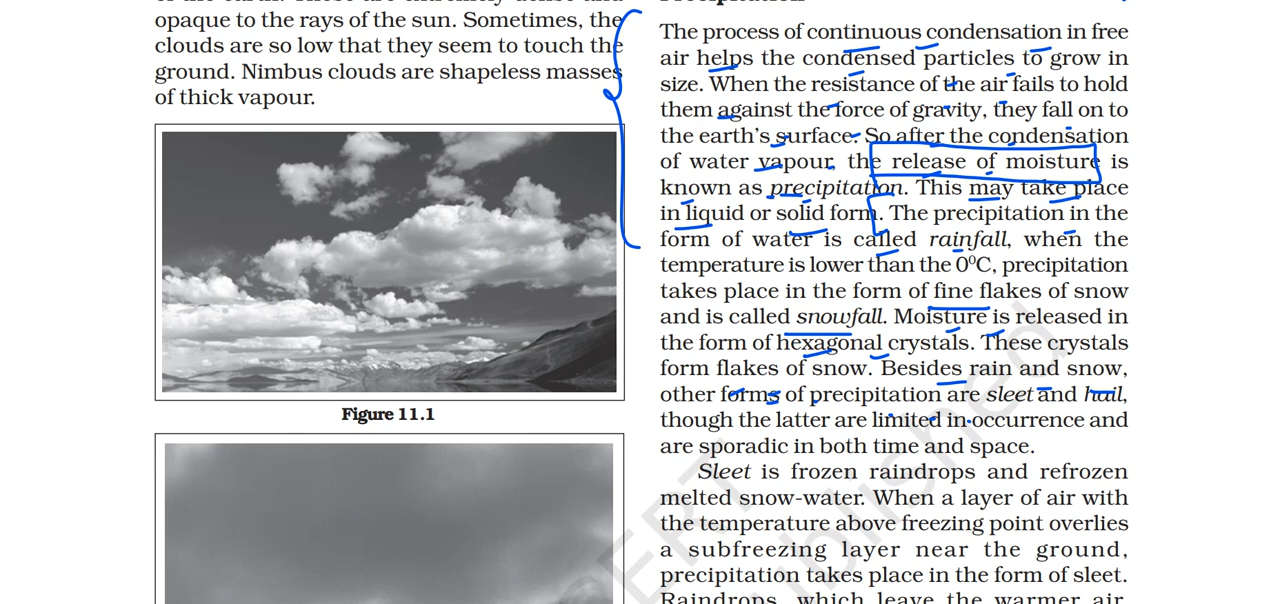 opaque to the rays of the sun. Sometimes, the
clouds are so low that they seem to touch the
ground. Nimbus clouds are shapeless masses
of thick vapour.
Figure 11.1
The process of continuous condensation in free
air helps the condensed particles to grow in
size. When the resistance of the air fails to hold
them against the force of gravity, they fall on to
the earth's surface. So after the condensation
of water vapour, the release of moisture is
known as precipitation. This may take place
in liquid or solid form. The precipitation in the
form of water is called rainfall, when the
temperature is lower than the 0⁰C, precipitation
takes place in the form of fine flakes of snow
and is called snowfall. Moisture is released in
the form of hexagonal crystals. These crystals
form flakes of snow. Besides rain and snow,
other forms of precipitation are sleet and hail,
though the latter are limited in occurrence and
are sporadic in both time and space.
Sleet is frozen raindrops and refrozen
melted snow-water. When a layer of air with
the temperature above freezing point overlies
a subfreezing layer near the ground,
precipitation takes place in the form of sleet.
Raindrops, which leave the warmer air,